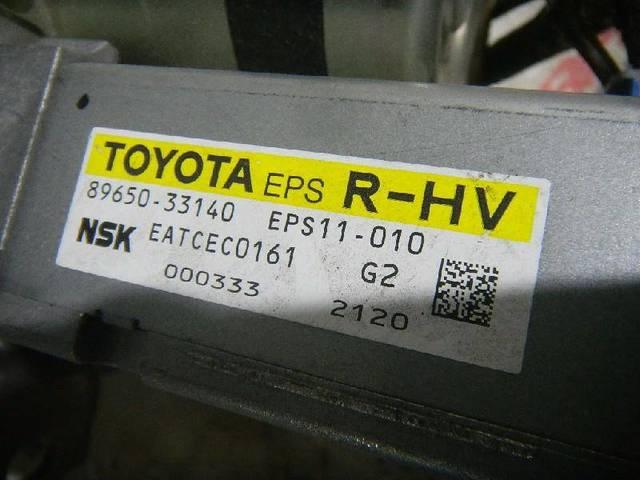 TOYOTA EPS R-HV
89650-33140 EPS11-010
NSK EATCEC0161 G2
000333 2120